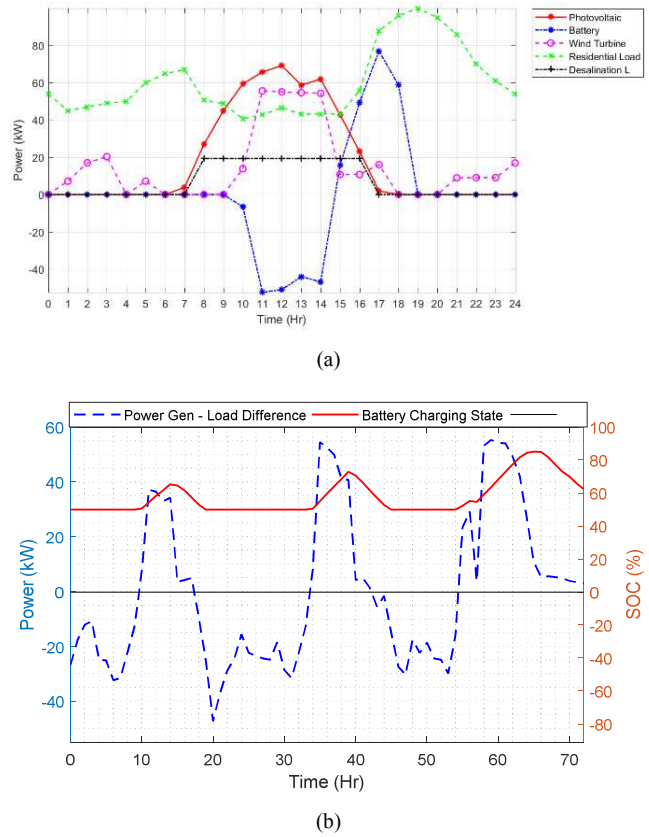 Photovoltaic
Battery
Wind Turbine
Residential Load
Desalination L
80
60
40
20
0
-20
-40
Power (kW)
0 1 2 3 4 5 6 7 8 9 10 11 12 13 14 15 16 17 18 19 20 21 22 23 24
Time (Hr)
(a)
Power Gen - Load Difference Battery Charging State
60
40
20
0
-20
-40
Power (kW)
100
80
60
40
20
0
-20
-40
-60
-80
SOC (%)
0 10 20 30 40 50 60 70
Time (Hr)
(b)